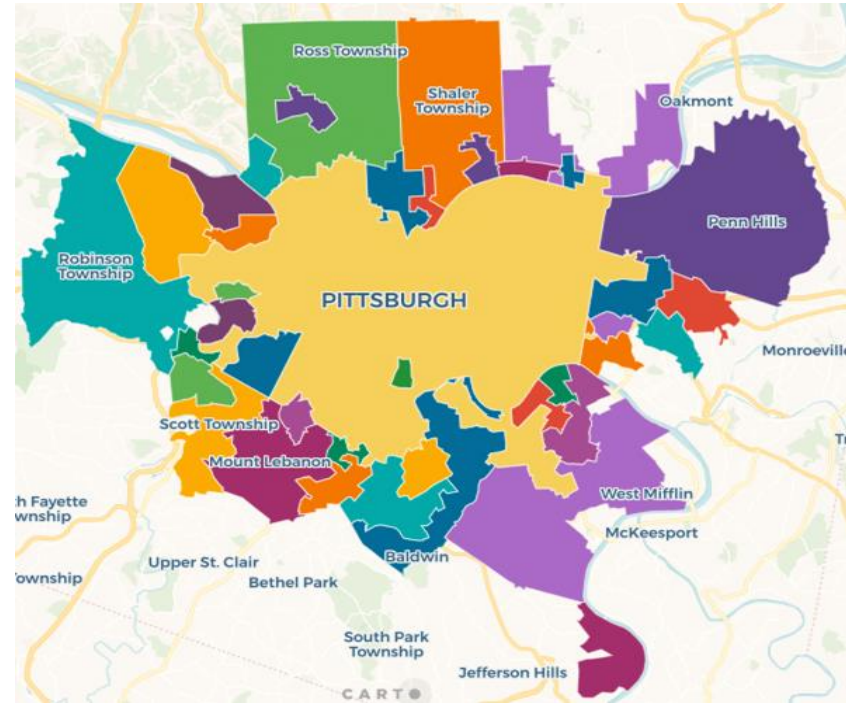 Ross Township
Shaler
Township
Oakmont
Penn Hills
Robinson
Township
PITTSBURGH
Monroeville
Scott Township
Mount Lebanon
West Mifflin
h Fayette
wnship
McKeesport
Baldwin
Upper St. Clair
Bethel Park
Township
South Park
Township
Jefferson Hills
CARTO